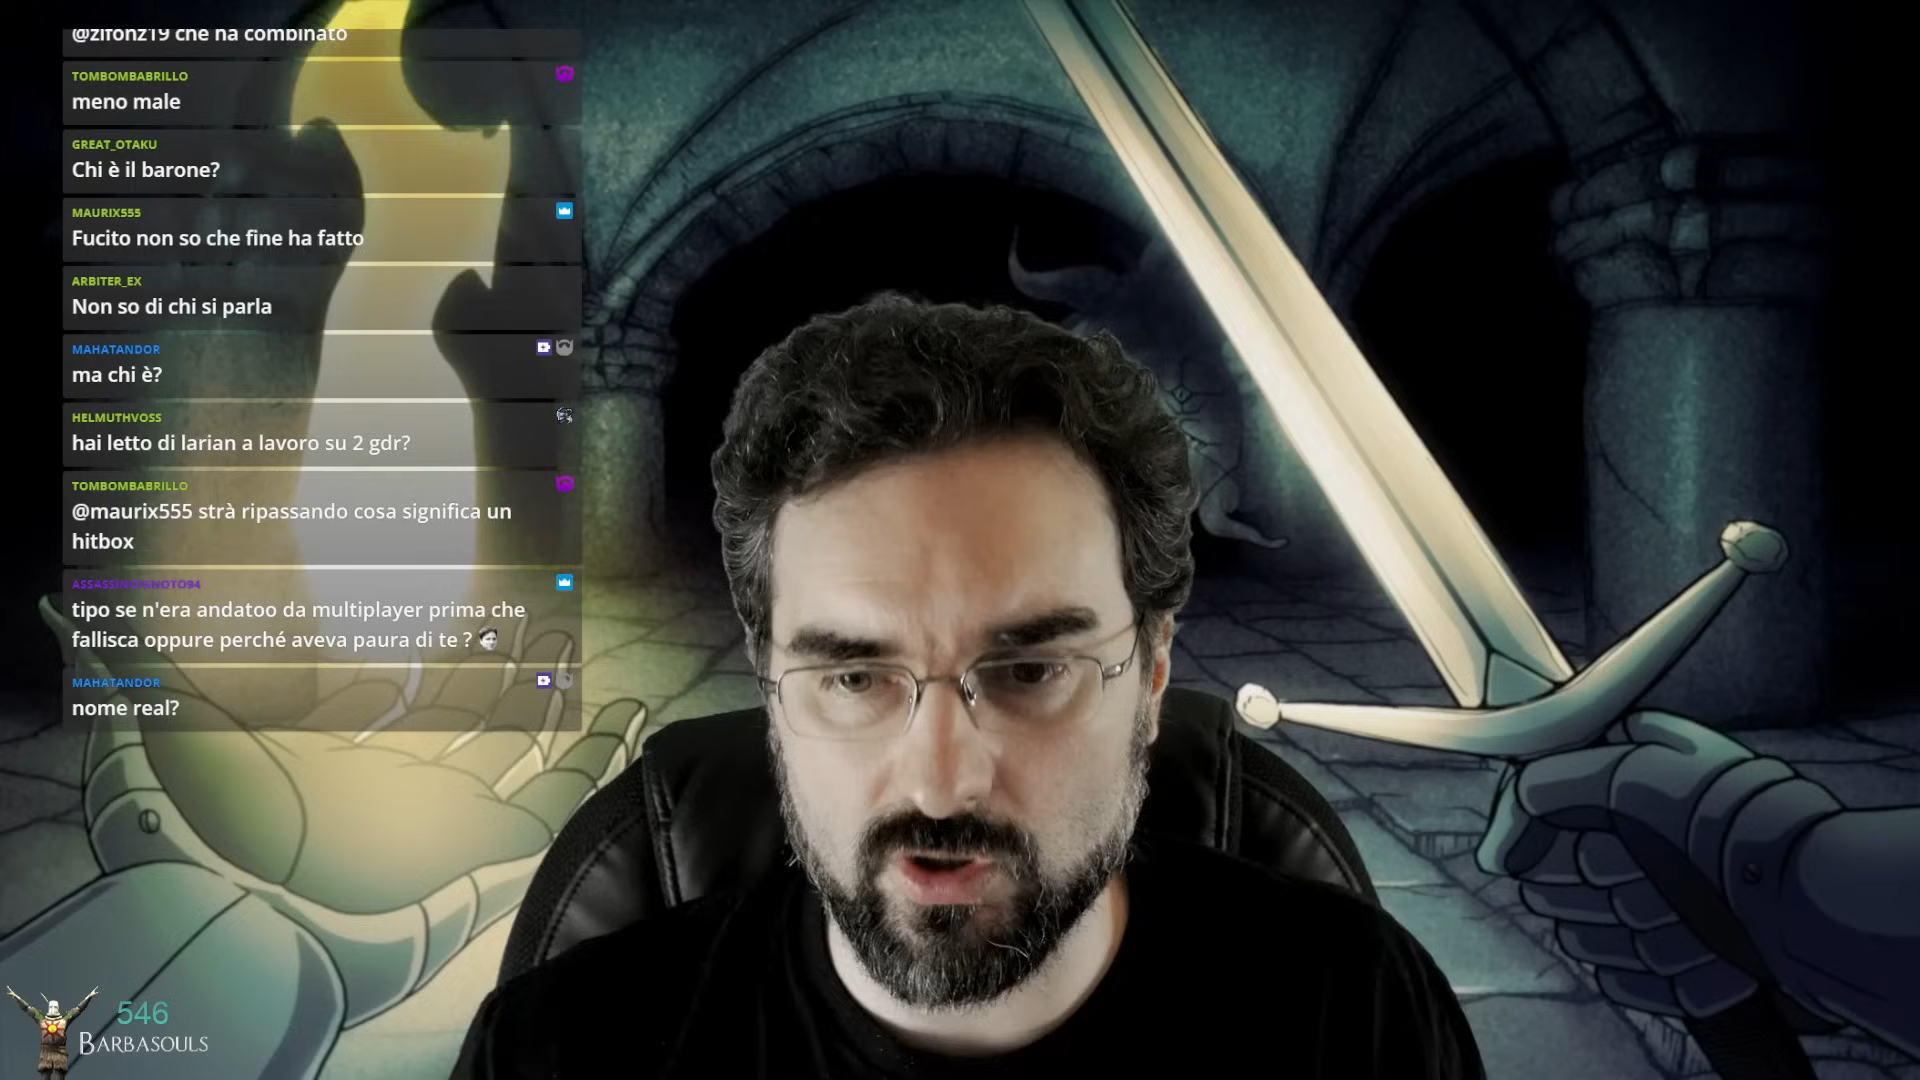 @zifonz19 che ha combinato
TOMBOMBABRILLO
meno male
GREAT_OTAKU
Chi è il barone?
MAURIX555
Fucito non so che fine ha fatto
ARBITER_EX
Non so di chi si parla
MAHATANDOR
ma chi è?
HELMUTHVOSS
hai letto di larian a lavoro su 2 gdr?
TOMBOMBABRILLO
@maurix555 strà ripassando cosa significa un
hitbox
tipo se n'era andatoo da multiplayer prima che
fallisca oppure perché aveva paura di te ?
MAHATANDOR
nome real?
546
BARBASOULS